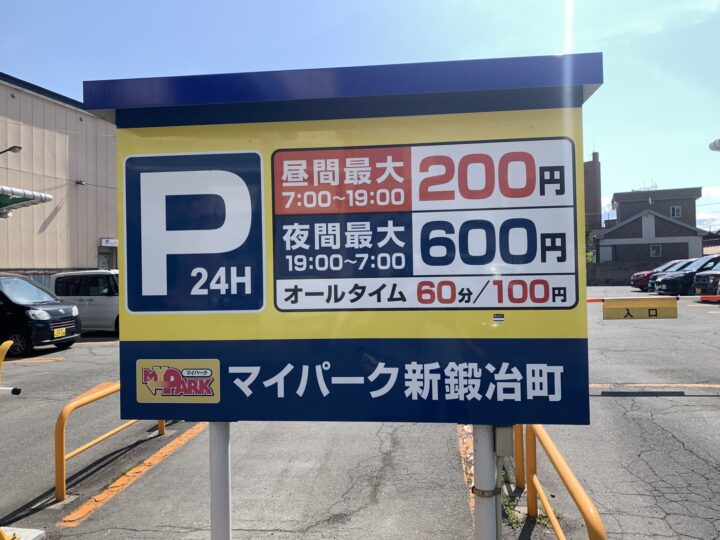 P
24H
昼間最大
7:00〜19:00
200円
夜間最大
19:00〜7:00
600円
オールタイム 60分/100円
マイパーク
MY PARK
マイパーク新鍛冶町
入口